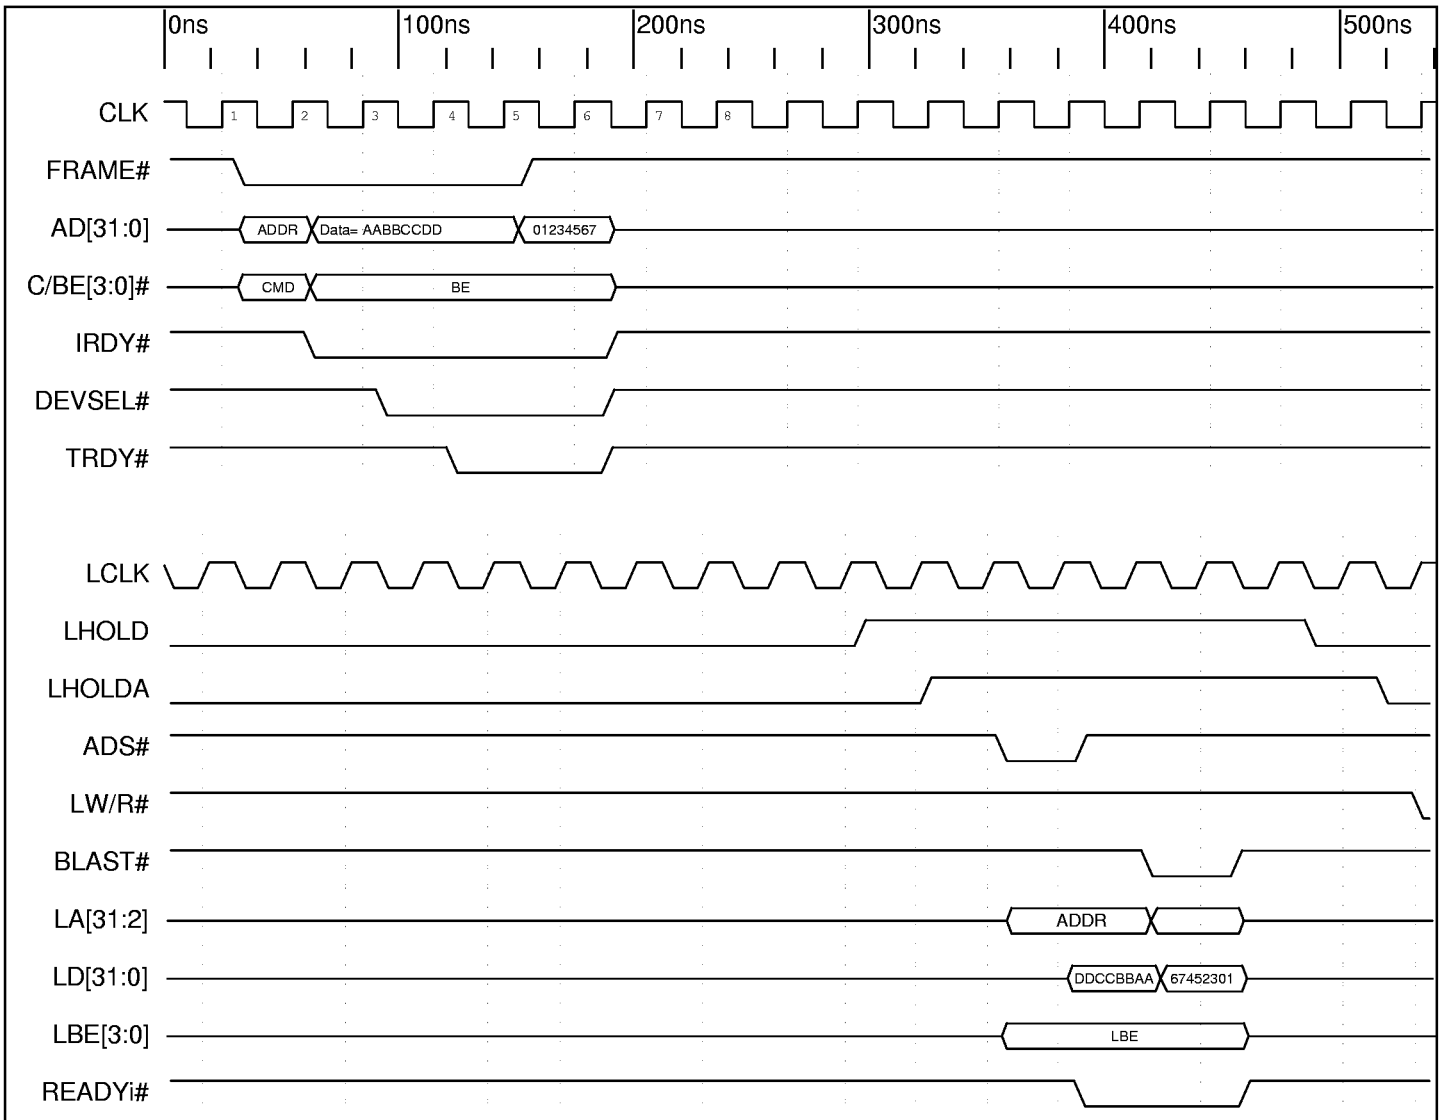 0ns 100ns 200ns 300ns 400ns 500ns
CLK 1 2 3 4 5 6 7 8
FRAME#
AD[31:0] ADDR Data= AABBCCDD 01234567
C/BE[3:0]# CMD BE
IRDY#
DEVSEL#
TRDY#
LCLK
LHOLD
LHOLDA
ADS#
LW/R#
BLAST#
LA[31:2] ADDR
LD[31:0] DDCCBBAA 67452301
LBE[3:0] LBE
READYi#